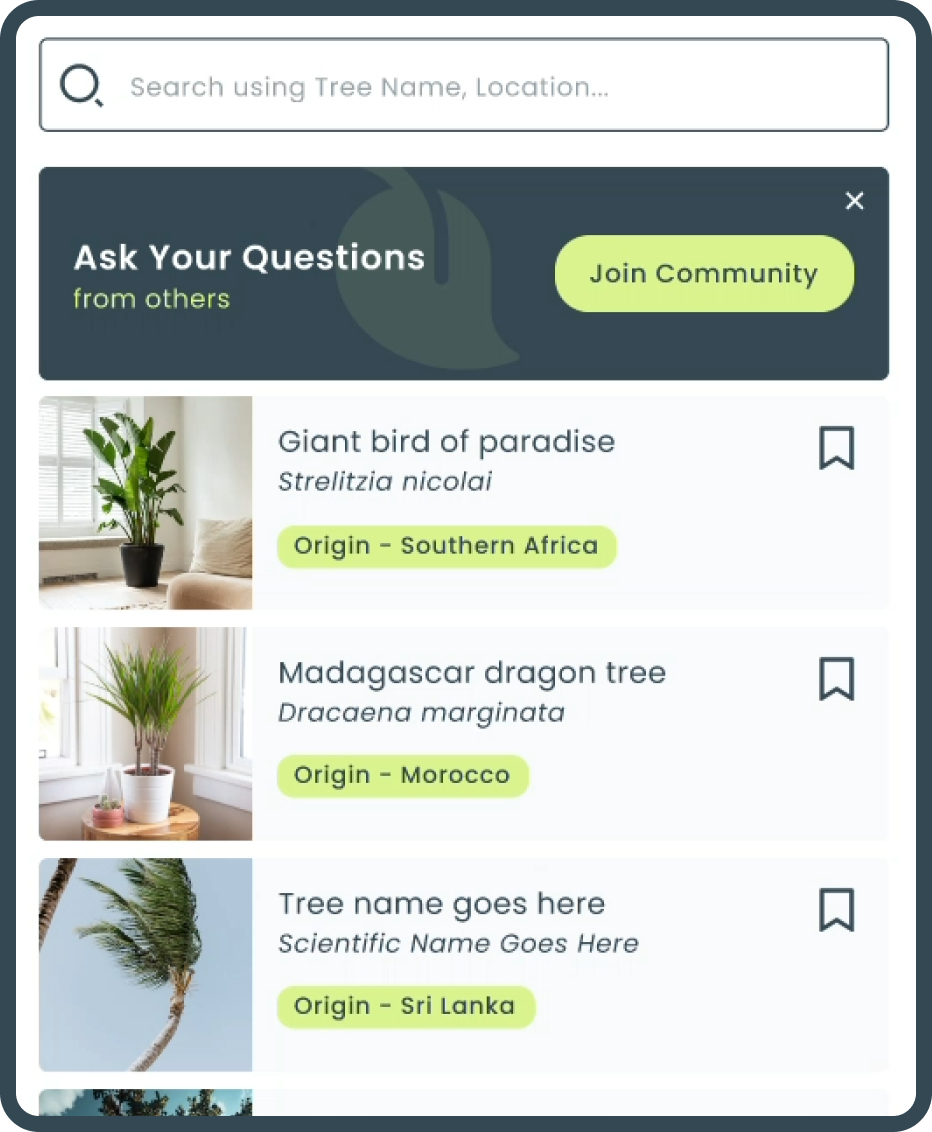 Search using Tree Name, Location...
Ask Your Questions
from others
Join Community
Giant bird of paradise
Strelitzia nicolai
Origin - Southern Africa
Madagascar dragon tree
Dracaena marginata
Origin - Morocco
Tree name goes here
Scientific Name Goes Here
Origin - Sri Lanka